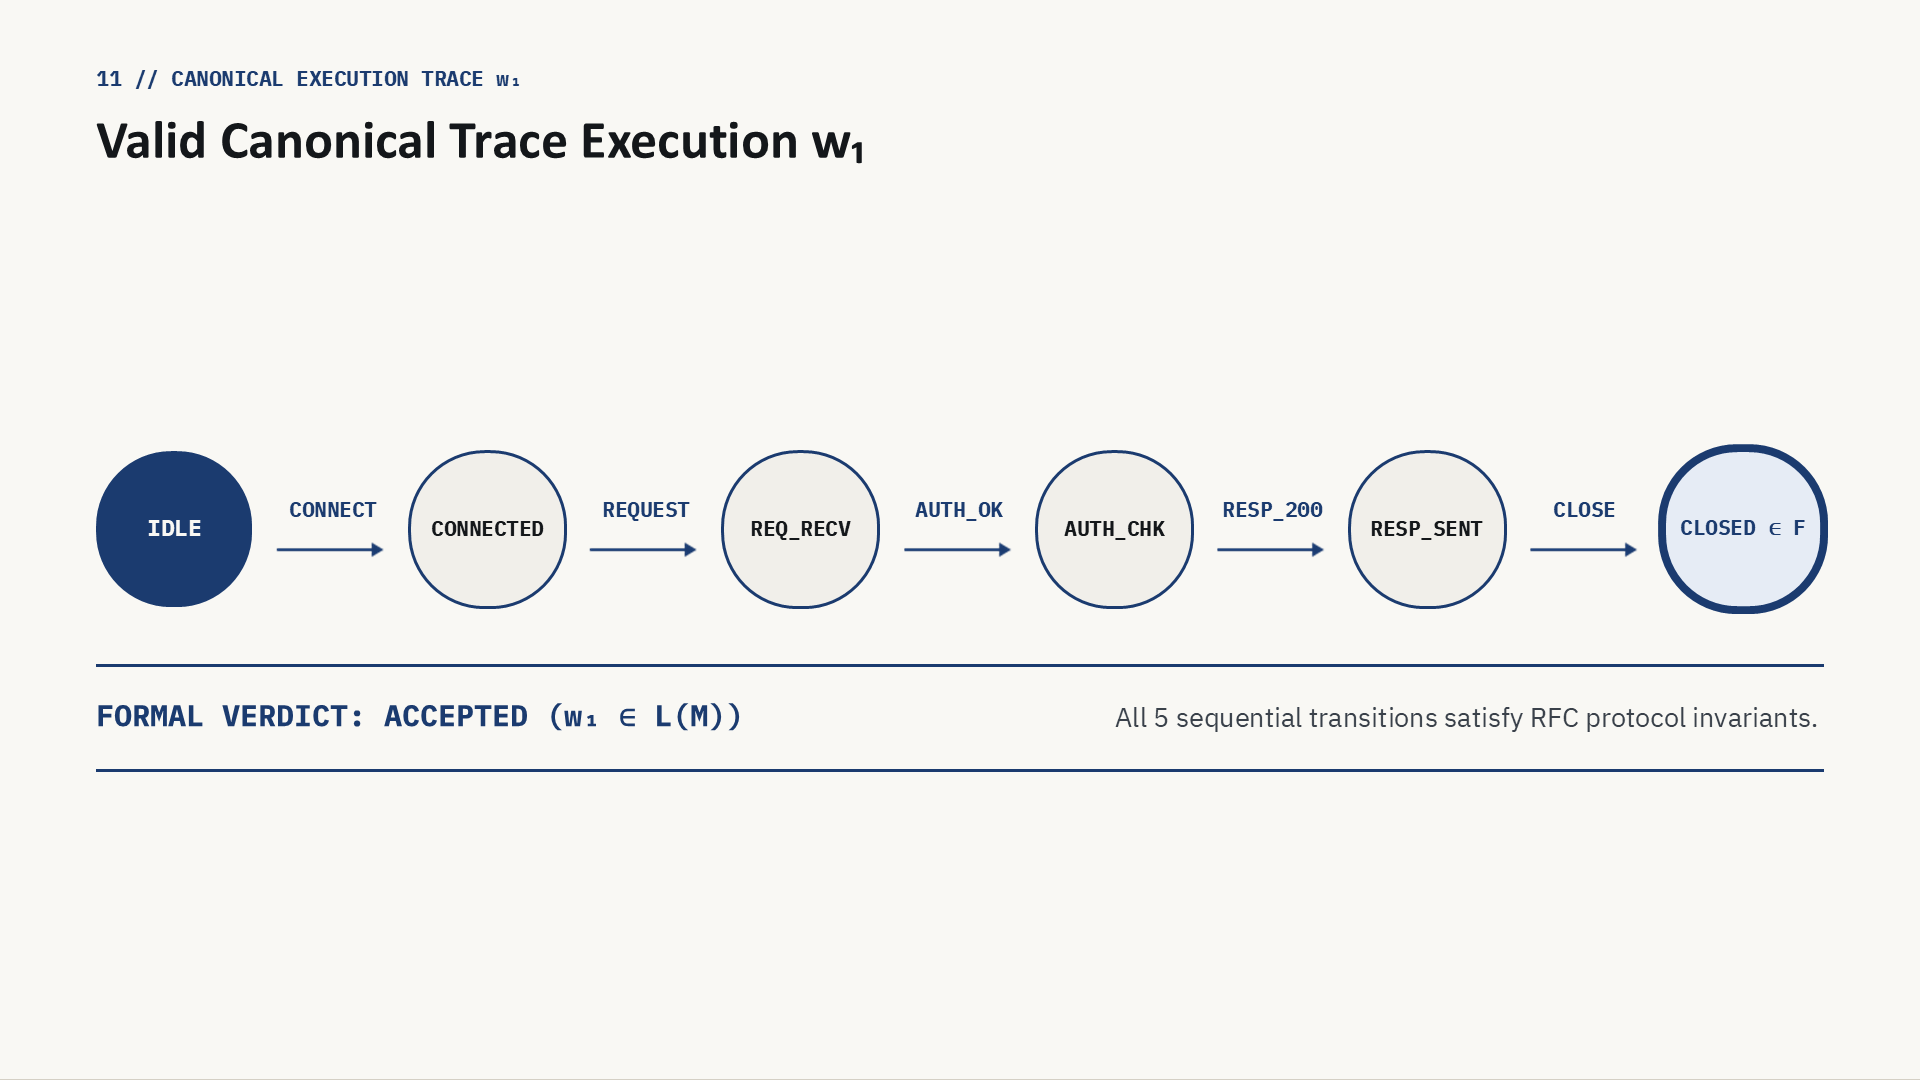 11 // CANONICAL EXECUTION TRACE w₁
Valid Canonical Trace Execution w₁
IDLE
CONNECT
CONNECTED
REQUEST
REQ_RECV
AUTH_OK
AUTH_CHK
RESP_200
RESP_SENT
CLOSE
CLOSED ∈ F
FORMAL VERDICT: ACCEPTED (w₁ ∈ L(M))
All 5 sequential transitions satisfy RFC protocol invariants.